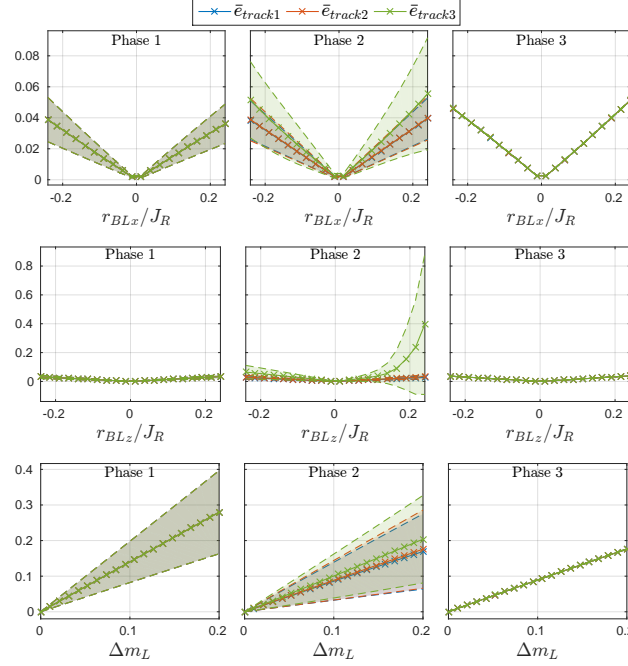 ē_track1 ē_track2 ē_track3
Phase 1 Phase 2 Phase 3
0.08
0.06
0.04
0.02
0
-0.2 0 0.2 -0.2 0 0.2 -0.2 0 0.2
r_BLx/J_R r_BLx/J_R r_BLx/J_R
Phase 1 Phase 2 Phase 3
0.8
0.6
0.4
0.2
0
-0.2 0 0.2 -0.2 0 0.2 -0.2 0 0.2
r_BLz/J_R r_BLz/J_R r_BLz/J_R
Phase 1 Phase 2 Phase 3
0.4
0.3
0.2
0.1
0
0 0.1 0.2 0 0.1 0.2 0 0.1 0.2
Δm_L Δm_L Δm_L